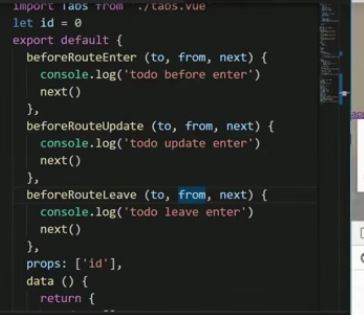 import Tabs from './tabs.vue'
let id = 0
export default {
beforeRouteEnter (to, from, next) {
console.log('todo before enter')
next()
},
beforeRouteUpdate (to, from, next) {
console.log('todo update enter')
next()
},
beforeRouteLeave (to, from, next) {
console.log('todo leave enter')
next()
},
props: ['id'],
data () {
return {